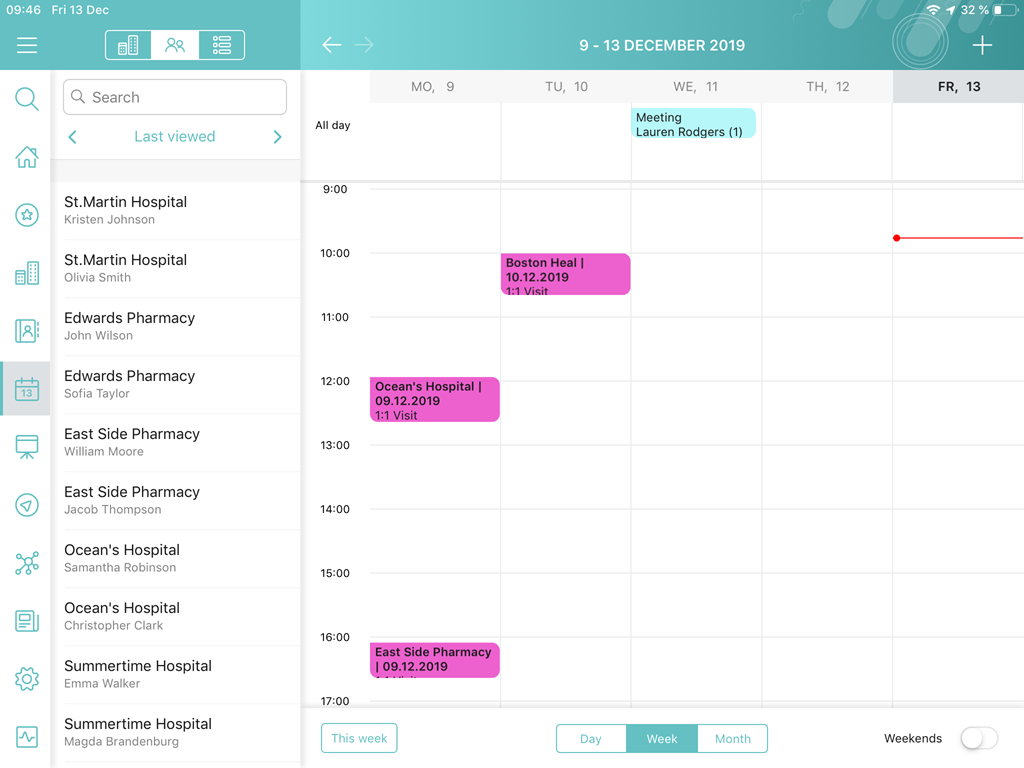 09:46 Fri 13 Dec
32 %
9 - 13 DECEMBER 2019
Search
Last viewed
St.Martin Hospital
Kristen Johnson
St.Martin Hospital
Olivia Smith
Edwards Pharmacy
John Wilson
Edwards Pharmacy
Sofia Taylor
East Side Pharmacy
William Moore
East Side Pharmacy
Jacob Thompson
Ocean's Hospital
Samantha Robinson
Ocean's Hospital
Christopher Clark
Summertime Hospital
Emma Walker
Summertime Hospital
Magda Brandenburg
13
MO, 9 TU, 10 WE, 11 TH, 12 FR, 13
All day
Meeting
Lauren Rodgers (1)
9:00
10:00
Boston Heal |
10.12.2019
1:1 Visit
11:00
12:00
Ocean's Hospital |
09.12.2019
1:1 Visit
13:00
14:00
15:00
16:00
East Side Pharmacy
| 09.12.2019
17:00
This week
Day Week Month
Weekends